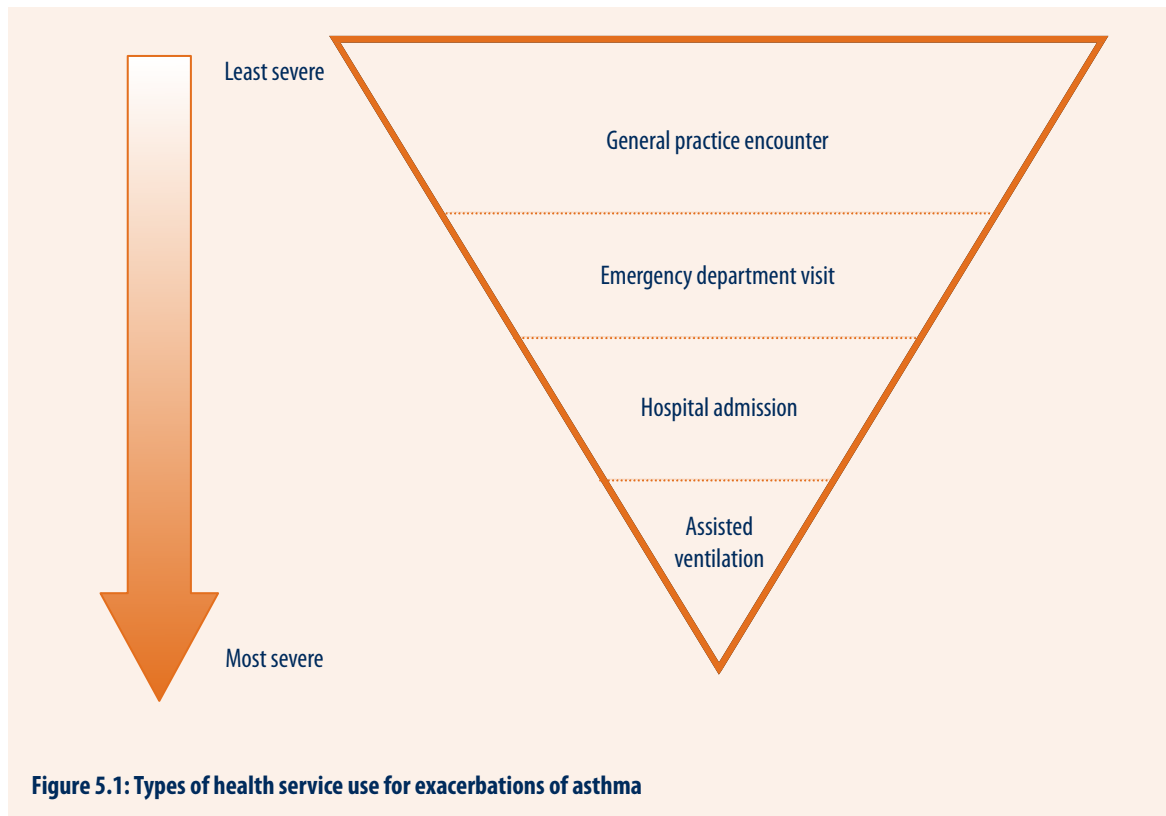 Least severe
General practice encounter
Emergency department visit
Hospital admission
Assisted
ventilation
Most severe
Figure 5.1: Types of health service use for exacerbations of asthma